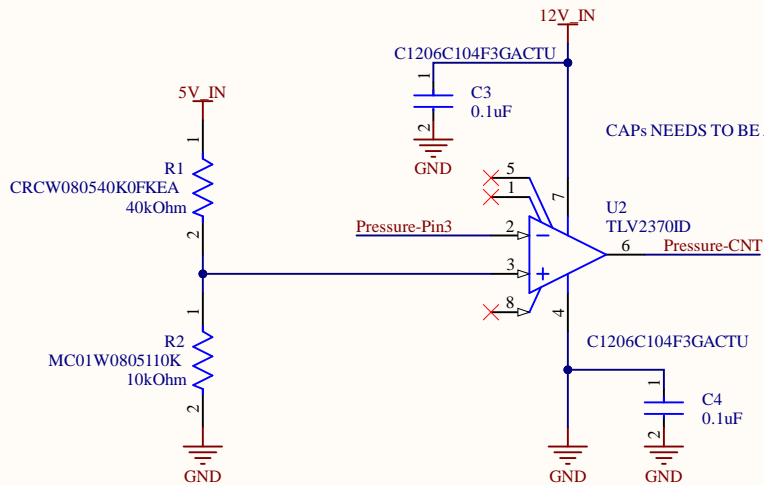 12V_IN
C1206C104F3GACTU
1
C3
0.1uF
2
GND
5V_IN
1
R1
CRCW080540K0FKEA
40kOhm
2
CAPs NEEDS TO BE
5
1
7
U2
TLV2370ID
Pressure-Pin3
2
6
Pressure-CNT
3
8
4
1
R2
MC01W0805110K
10kOhm
2
GND
C1206C104F3GACTU
1
C4
0.1uF
2
GND
GND